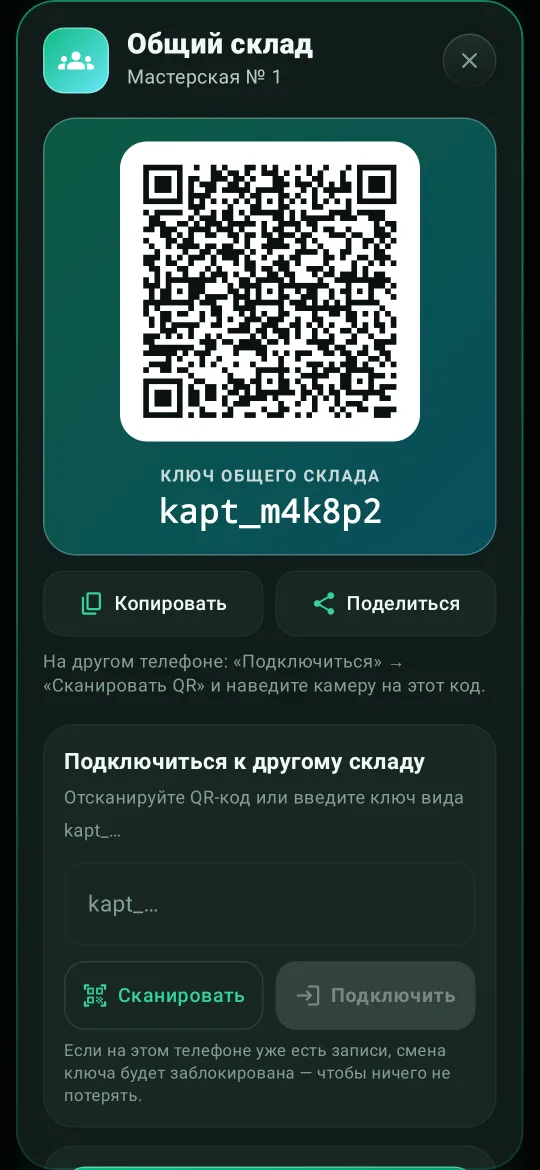 Общий склад
Мастерская № 1
КЛЮЧ ОБЩЕГО СКЛАДА
kapt_m4k8p2
Копировать
Поделиться
На другом телефоне: «Подключиться» →
«Сканировать QR» и наведите камеру на этот код.
Подключиться к другому складу
Отсканируйте QR-код или введите ключ вида
kapt_…
kapt_…
Сканировать
Подключить
Если на этом телефоне уже есть записи, смена
ключа будет заблокирована — чтобы ничего не
потерять.